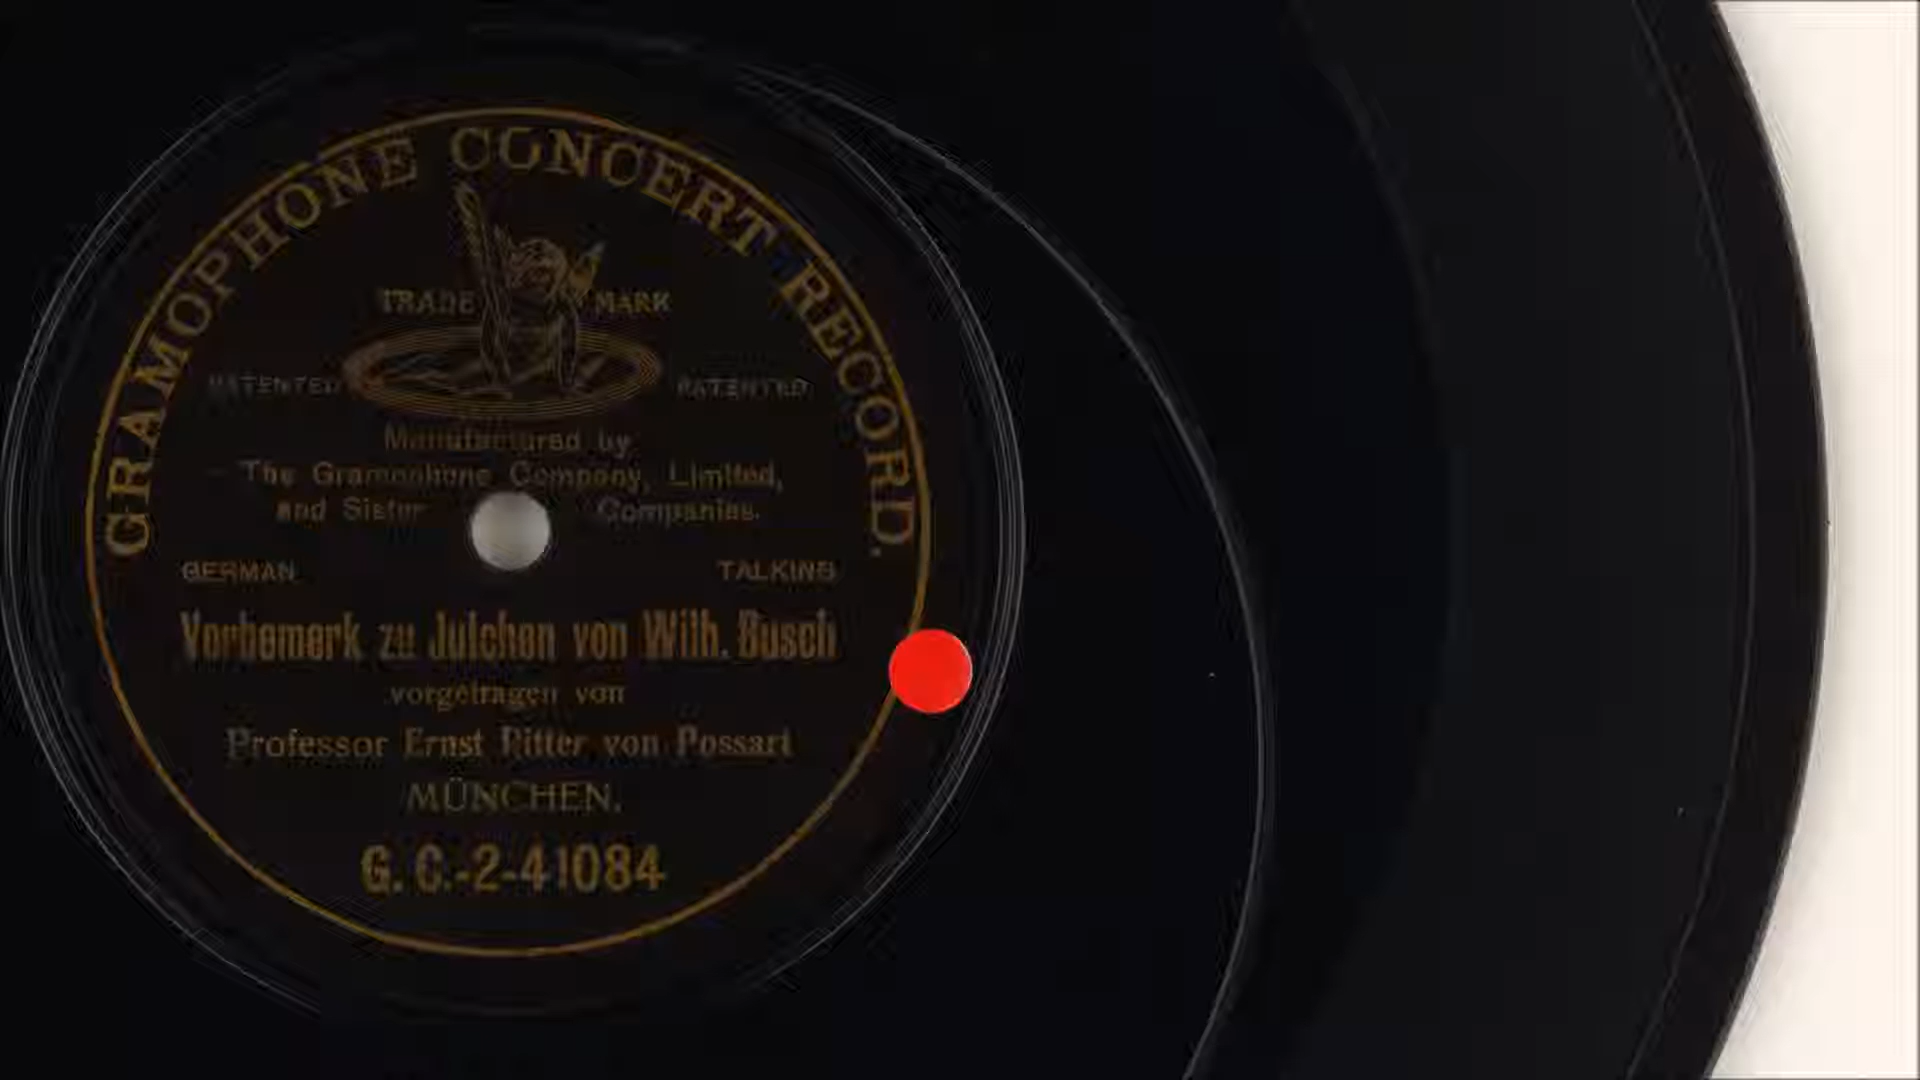 GRAMOPHONE CONCERT RECORD.
TRADE MARK
PATENTED PATENTED
Manufactured by
The Gramophone Company, Limited,
and Sister Companies.
GERMAN TALKING
Vorbemerk zu Julchen von Wilh. Busch
vorgetragen von
Professor Ernst Ritter von Possart
MÜNCHEN.
G. C.-2-41084